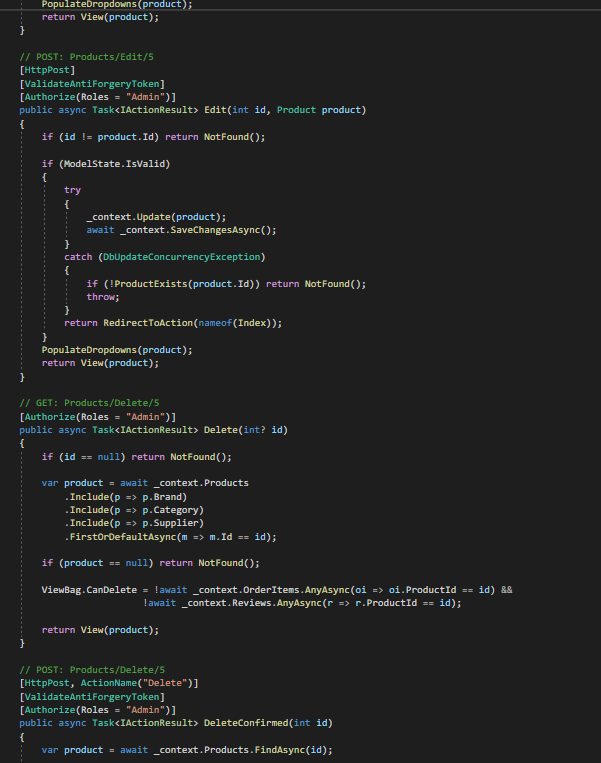 PopulateDropdowns(product);
return View(product);
}
// POST: Products/Edit/5
[HttpPost]
[ValidateAntiForgeryToken]
[Authorize(Roles = "Admin")]
public async Task<IActionResult> Edit(int id, Product product)
{
if (id != product.Id) return NotFound();
if (ModelState.IsValid)
{
try
{
_context.Update(product);
await _context.SaveChangesAsync();
}
catch (DbUpdateConcurrencyException)
{
if (!ProductExists(product.Id)) return NotFound();
throw;
}
return RedirectToAction(nameof(Index));
}
PopulateDropdowns(product);
return View(product);
}
// GET: Products/Delete/5
[Authorize(Roles = "Admin")]
public async Task<IActionResult> Delete(int? id)
{
if (id == null) return NotFound();
var product = await _context.Products
.Include(p => p.Brand)
.Include(p => p.Category)
.Include(p => p.Supplier)
.FirstOrDefaultAsync(m => m.Id == id);
if (product == null) return NotFound();
ViewBag.CanDelete = !await _context.OrderItems.AnyAsync(oi => oi.ProductId == id) &&
!await _context.Reviews.AnyAsync(r => r.ProductId == id);
return View(product);
}
// POST: Products/Delete/5
[HttpPost, ActionName("Delete")]
[ValidateAntiForgeryToken]
[Authorize(Roles = "Admin")]
public async Task<IActionResult> DeleteConfirmed(int id)
{
var product = await _context.Products.FindAsync(id);